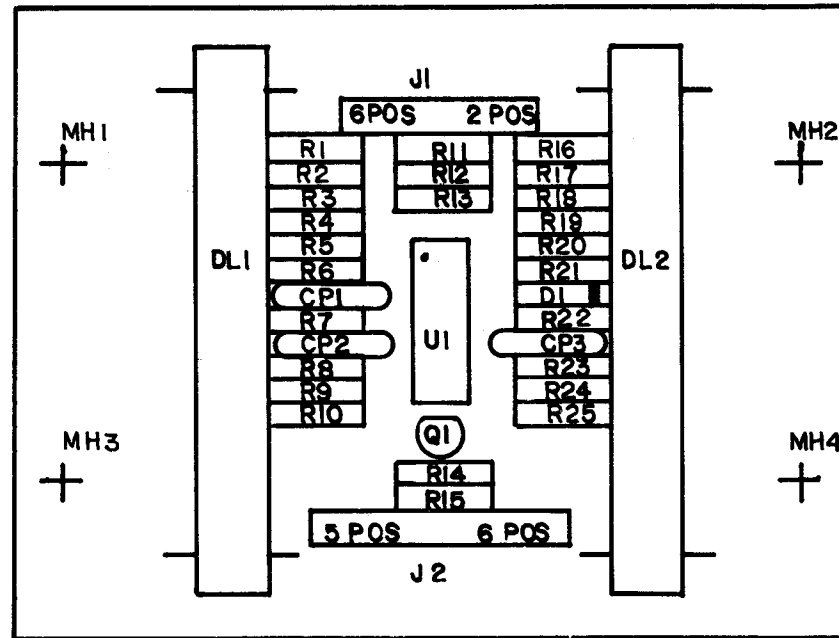 J1
6 POS 2 POS
MH1
MH2
R1
R2
R3
R4
R5
R6
CP1
R7
CP2
R8
R9
R10
R11
R12
R13
R16
R17
R18
R19
R20
R21
D1
R22
CP3
R23
R24
R25
DL1
DL2
U1
Q1
MH3
MH4
R14
R15
5 POS 6 POS
J2